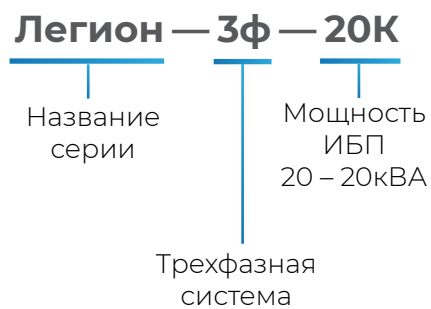 Легион — 3ф — 20К
Название
серии
Мощность
ИБП
20 – 20кВА
Трехфазная
система